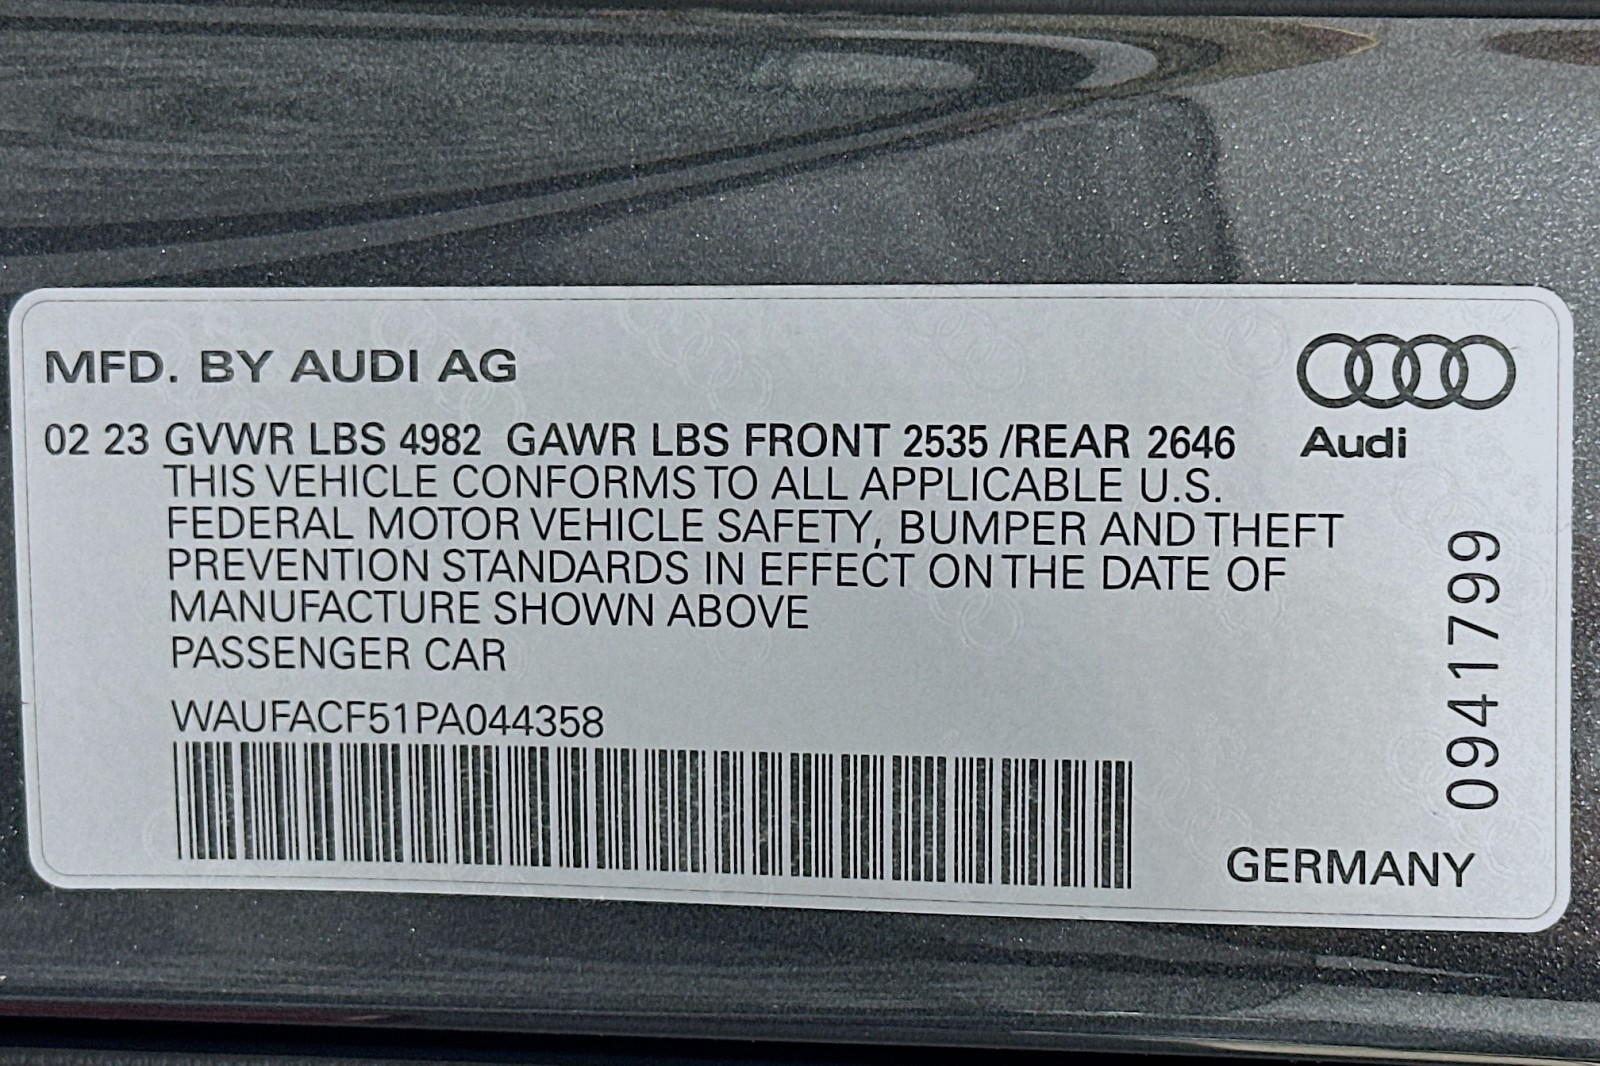 MFD. BY AUDI AG
02 23 GVWR LBS 4982 GAWR LBS FRONT 2535 /REAR 2646
Audi
THIS VEHICLE CONFORMS TO ALL APPLICABLE U.S.
FEDERAL MOTOR VEHICLE SAFETY, BUMPER AND THEFT
PREVENTION STANDARDS IN EFFECT ON THE DATE OF
MANUFACTURE SHOWN ABOVE
PASSENGER CAR
WAUFACF51PA044358
0941799
GERMANY